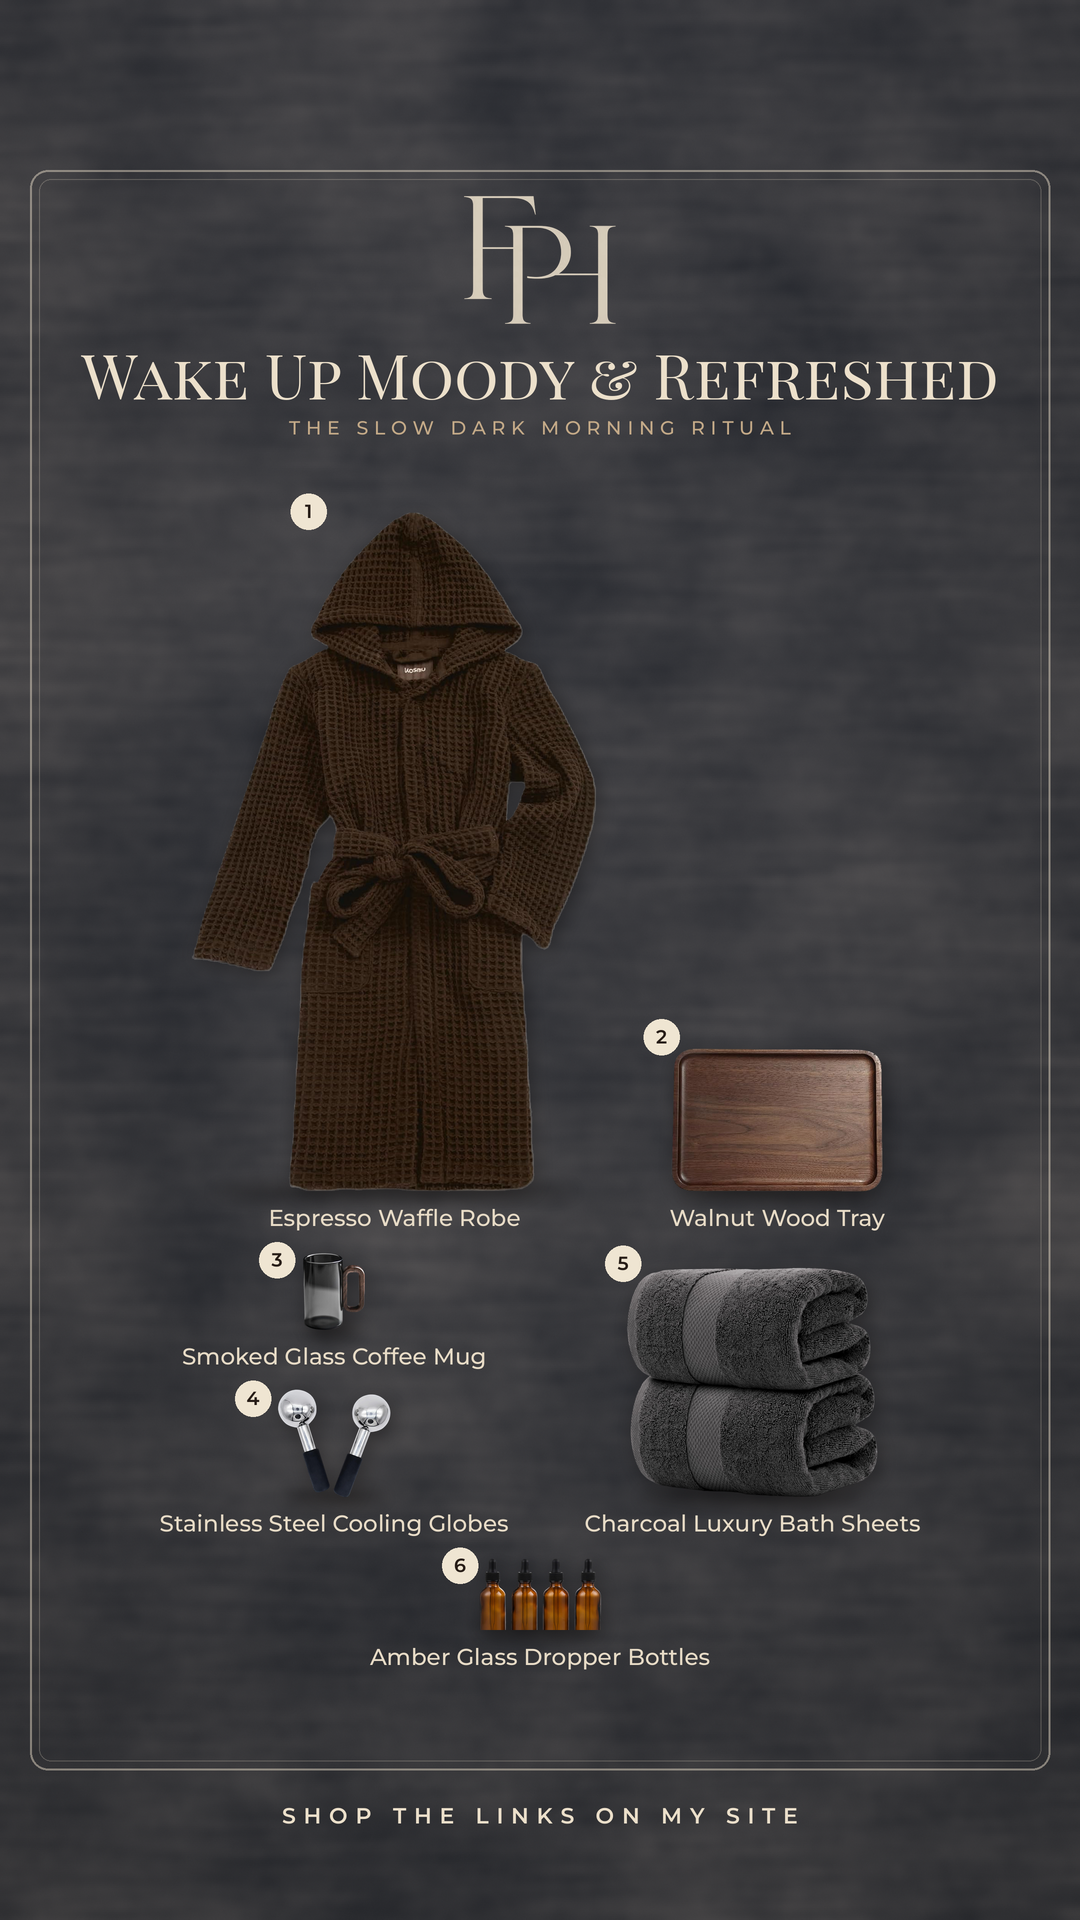 FPH
Wake Up Moody & Refreshed
THE SLOW DARK MORNING RITUAL
1
2
Espresso Waffle Robe
Walnut Wood Tray
3
5
Smoked Glass Coffee Mug
4
Stainless Steel Cooling Globes
Charcoal Luxury Bath Sheets
6
Amber Glass Dropper Bottles
SHOP THE LINKS ON MY SITE